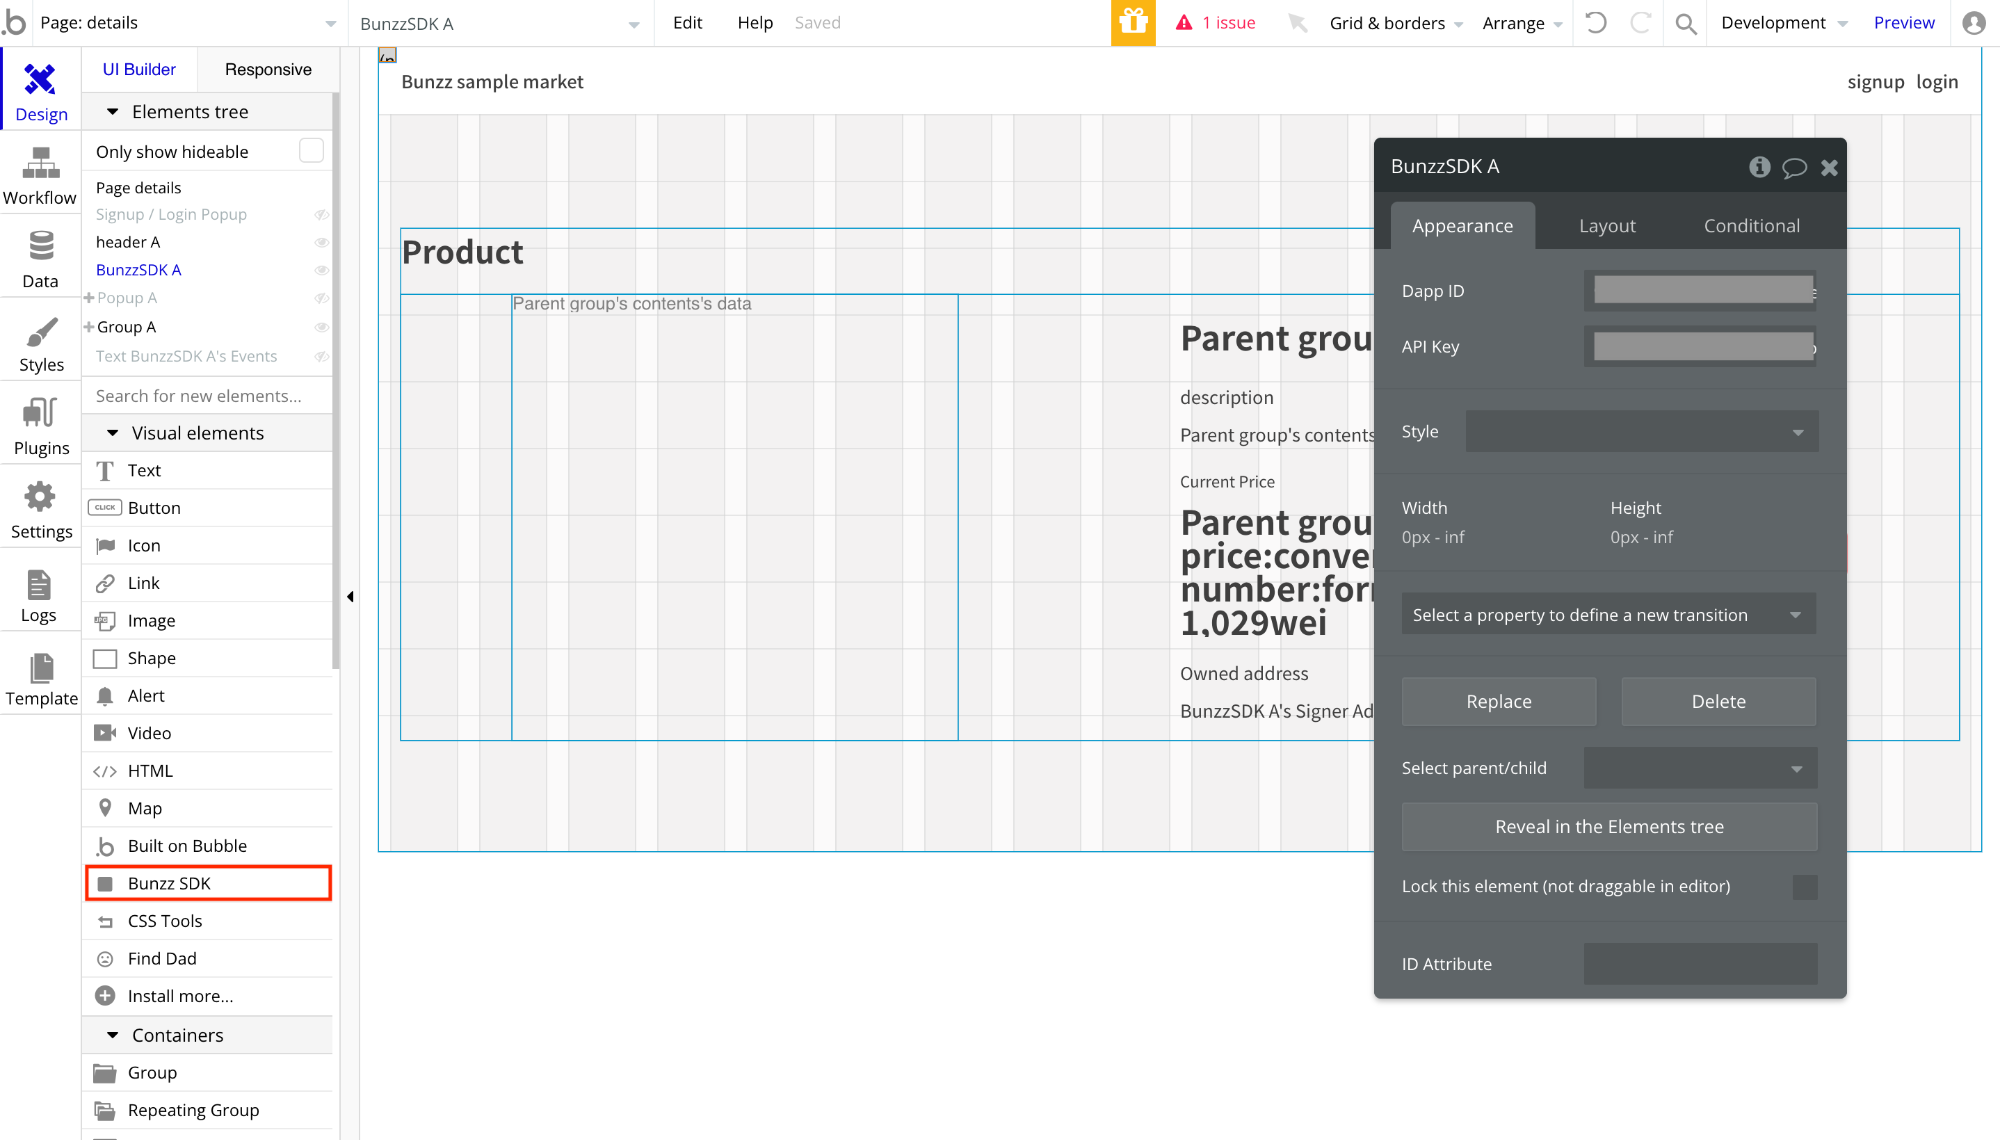 Page: details
BunzzSDK A
Edit
Help
Saved
1 issue
Grid & borders
Arrange
Development
Preview
UI Builder
Responsive
Design
Workflow
Data
Styles
Plugins
Settings
Logs
Template
Elements tree
Only show hideable
Page details
Signup / Login Popup
header A
BunzzSDK A
Popup A
Group A
Text BunzzSDK A's Events
Search for new elements...
Visual elements
Text
CLICK Button
Icon
Link
Image
Shape
Alert
Video
</> HTML
Map
Built on Bubble
Bunzz SDK
CSS Tools
Find Dad
Install more...
Containers
Group
Repeating Group
Bunzz sample market
signup login
Product
Parent group's contents's data
Parent grou
description
Parent group's contents
Current Price
Parent grou
price:conve
number:for
1,029wei
Owned address
BunzzSDK A's Signer Ad
BunzzSDK A
Appearance
Layout
Conditional
Dapp ID
API Key
Style
Width
Height
0px - inf
0px - inf
Select a property to define a new transition
Replace
Delete
Select parent/child
Reveal in the Elements tree
Lock this element (not draggable in editor)
ID Attribute